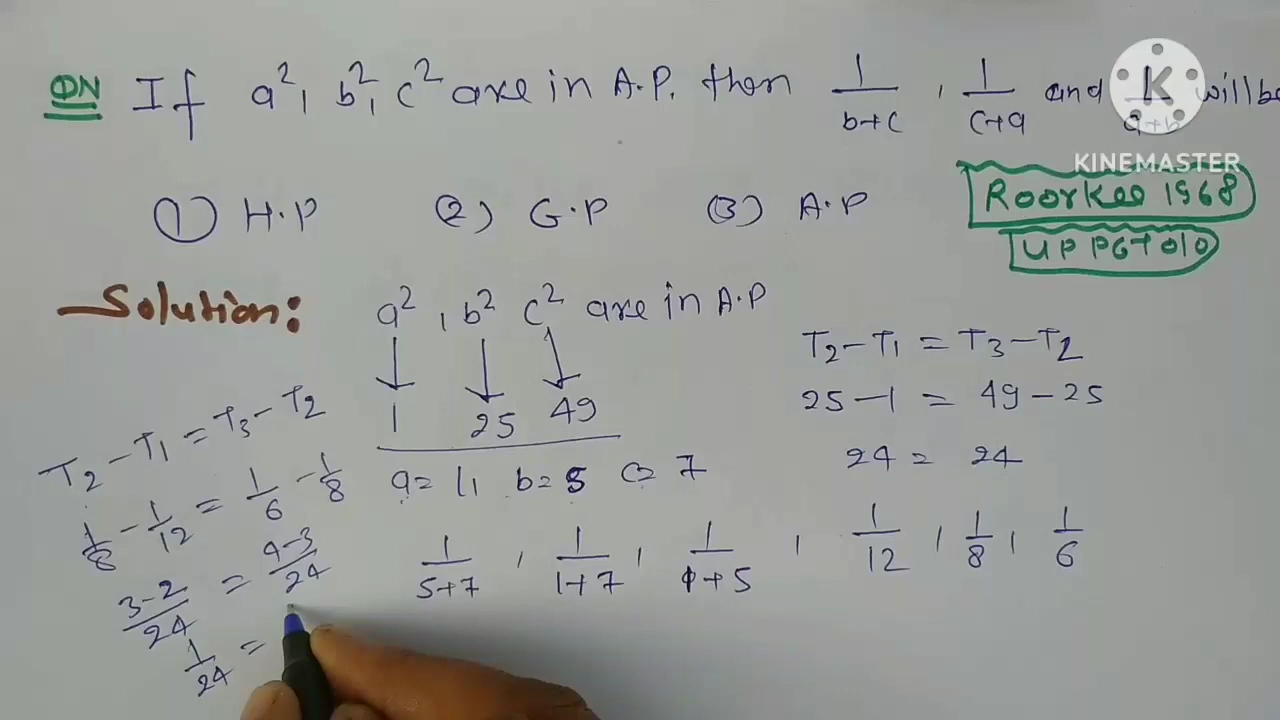 QN If a², b², c² are in A.P. then 1/b+c , 1/c+a and 1/a+b will be
KINEMASTER
(1) H.P (2) G.P (3) A.P
Roorkee 1968
UP PGT 010
Solution: a² , b² c² are in A.P
1 25 49
a= 1, b= 5 c= 7
1/5+7 , 1/1+7 , 1/1+5 , 1/12 , 1/8 , 1/6
T₂-T₁ = T₃-T₂
25-1 = 49-25
24 = 24
T₂-T₁ = T₃-T₂
1/8 - 1/12 = 1/6 - 1/8
3-2/24 = 4-3/24
1/24 =